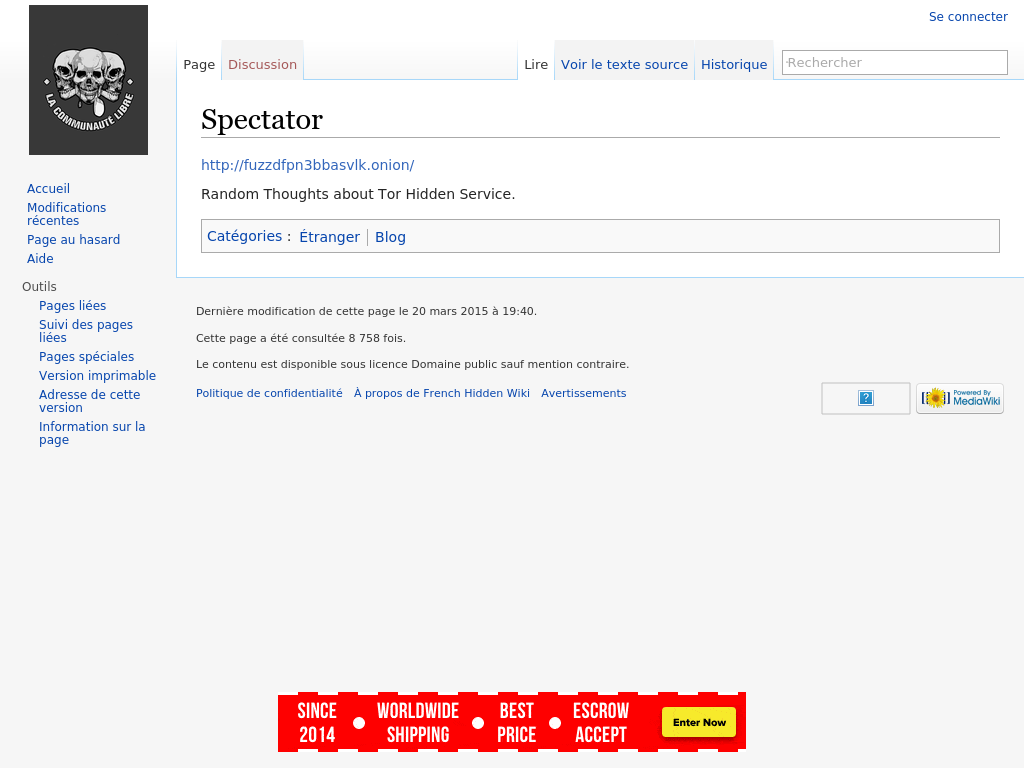 Se connecter
Page
Discussion
Lire
Voir le texte source
Historique
Rechercher
LA COMMUNAUTÉ LIBRE
Spectator
http://fuzzdfpn3bbasvlk.onion/
Random Thoughts about Tor Hidden Service.
Catégories : Étranger Blog
Accueil
Modifications
récentes
Page au hasard
Aide
Outils
Pages liées
Suivi des pages
liées
Pages spéciales
Version imprimable
Adresse de cette
version
Information sur la
page
Dernière modification de cette page le 20 mars 2015 à 19:40.
Cette page a été consultée 8 758 fois.
Le contenu est disponible sous licence Domaine public sauf mention contraire.
Politique de confidentialité À propos de French Hidden Wiki Avertissements
?
Powered By
MediaWiki
SINCE
2014
WORLDWIDE
SHIPPING
BEST
PRICE
ESCROW
ACCEPT
Enter Now